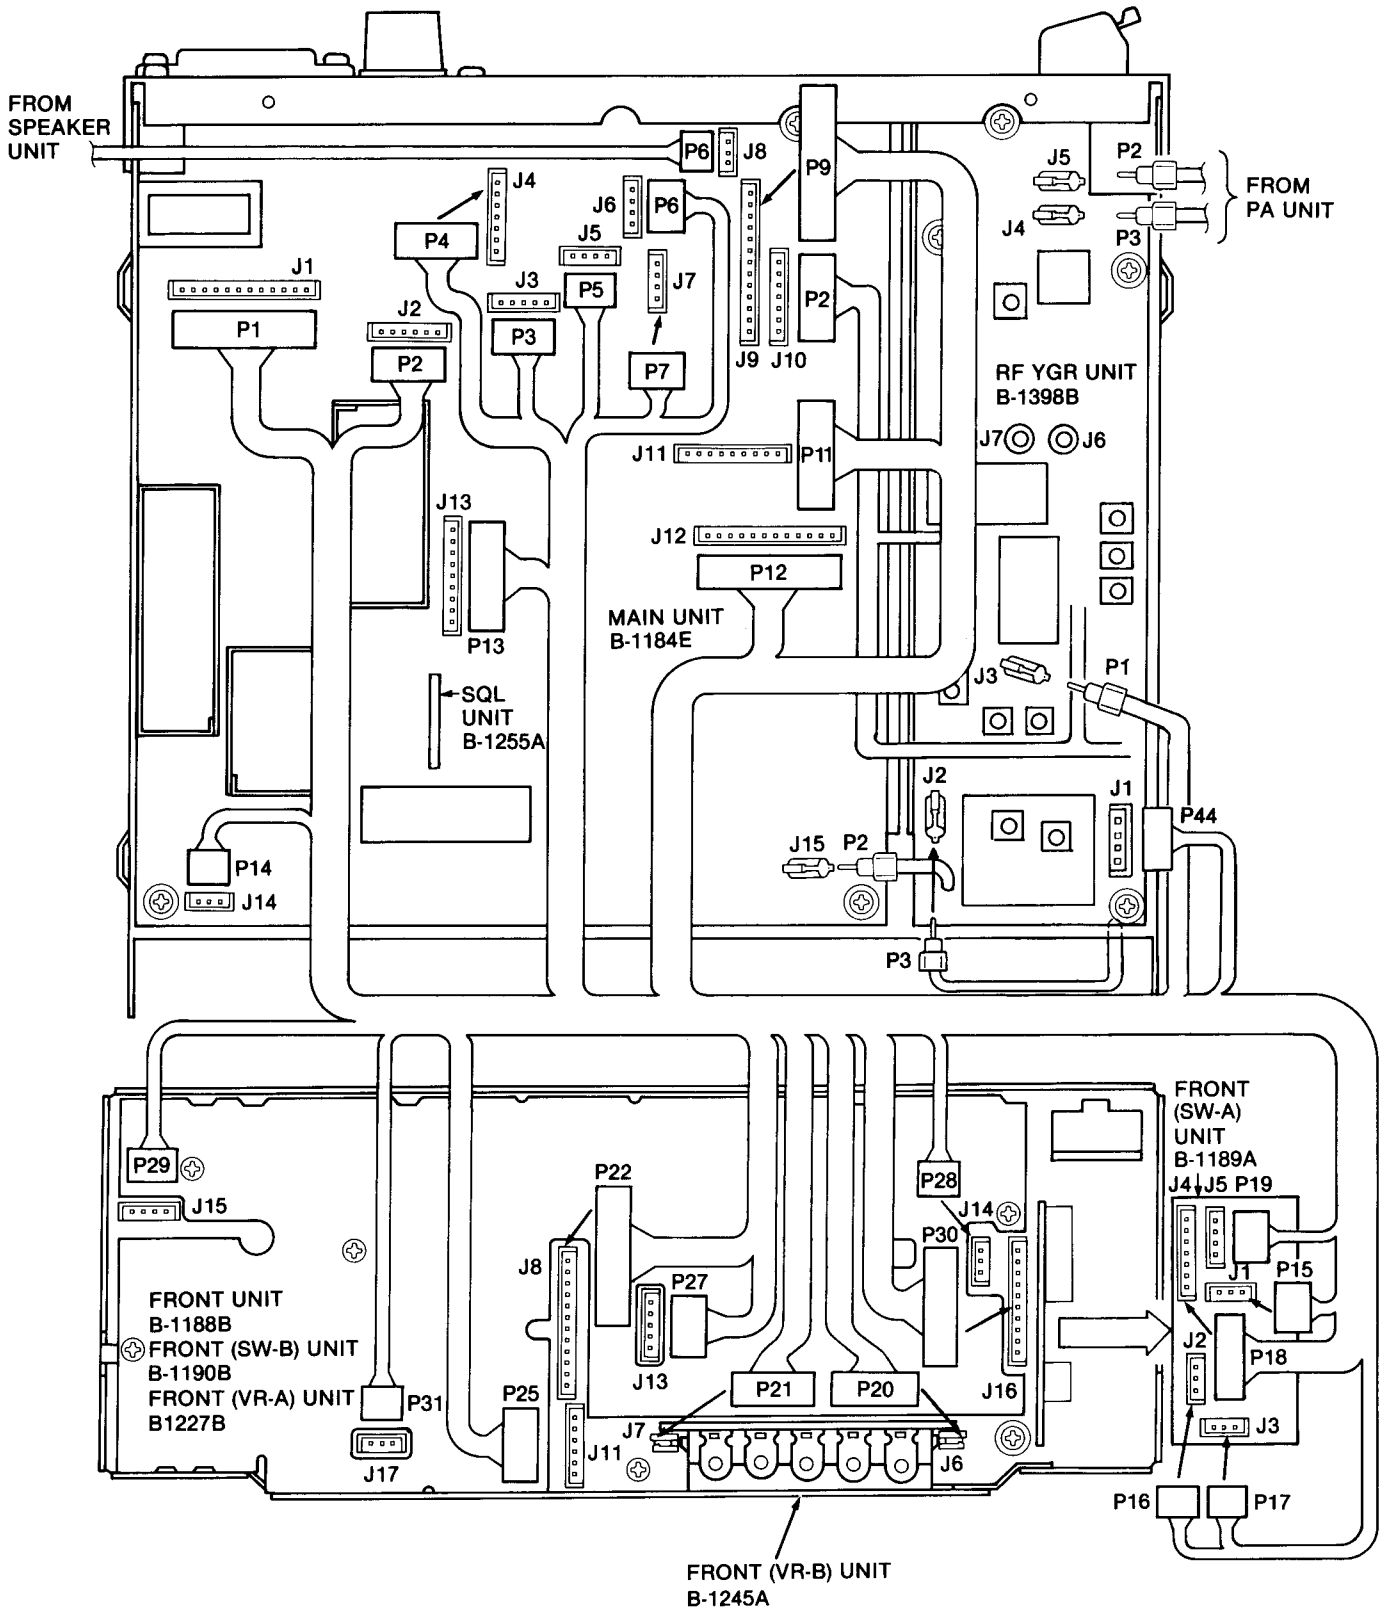 FROM
SPEAKER
UNIT
P6
J8
P9
J5
P2
J4
P3
FROM
PA UNIT
J4
P4
J6
P6
J5
P5
J7
J1
P1
J2
P2
J3
P3
P7
J9
J10
P2
RF YGR UNIT
B-1398B
J7
J6
J11
P11
J13
P13
J12
P12
MAIN UNIT
B-1184E
SQL
UNIT
B-1255A
J3
P1
J2
J1
P44
J15
P2
P14
J14
P3
FRONT
(SW-A)
UNIT
B-1189A
J4
J5
P19
P29
J15
P22
P28
J14
P30
J8
P27
J1
P15
FRONT UNIT
B-1188B
FRONT (SW-B) UNIT
B-1190B
FRONT (VR-A) UNIT
B1227B
P31
J17
P25
J11
J13
P21
P20
J16
J7
J6
J2
P18
J3
P16
P17
FRONT (VR-B) UNIT
B-1245A